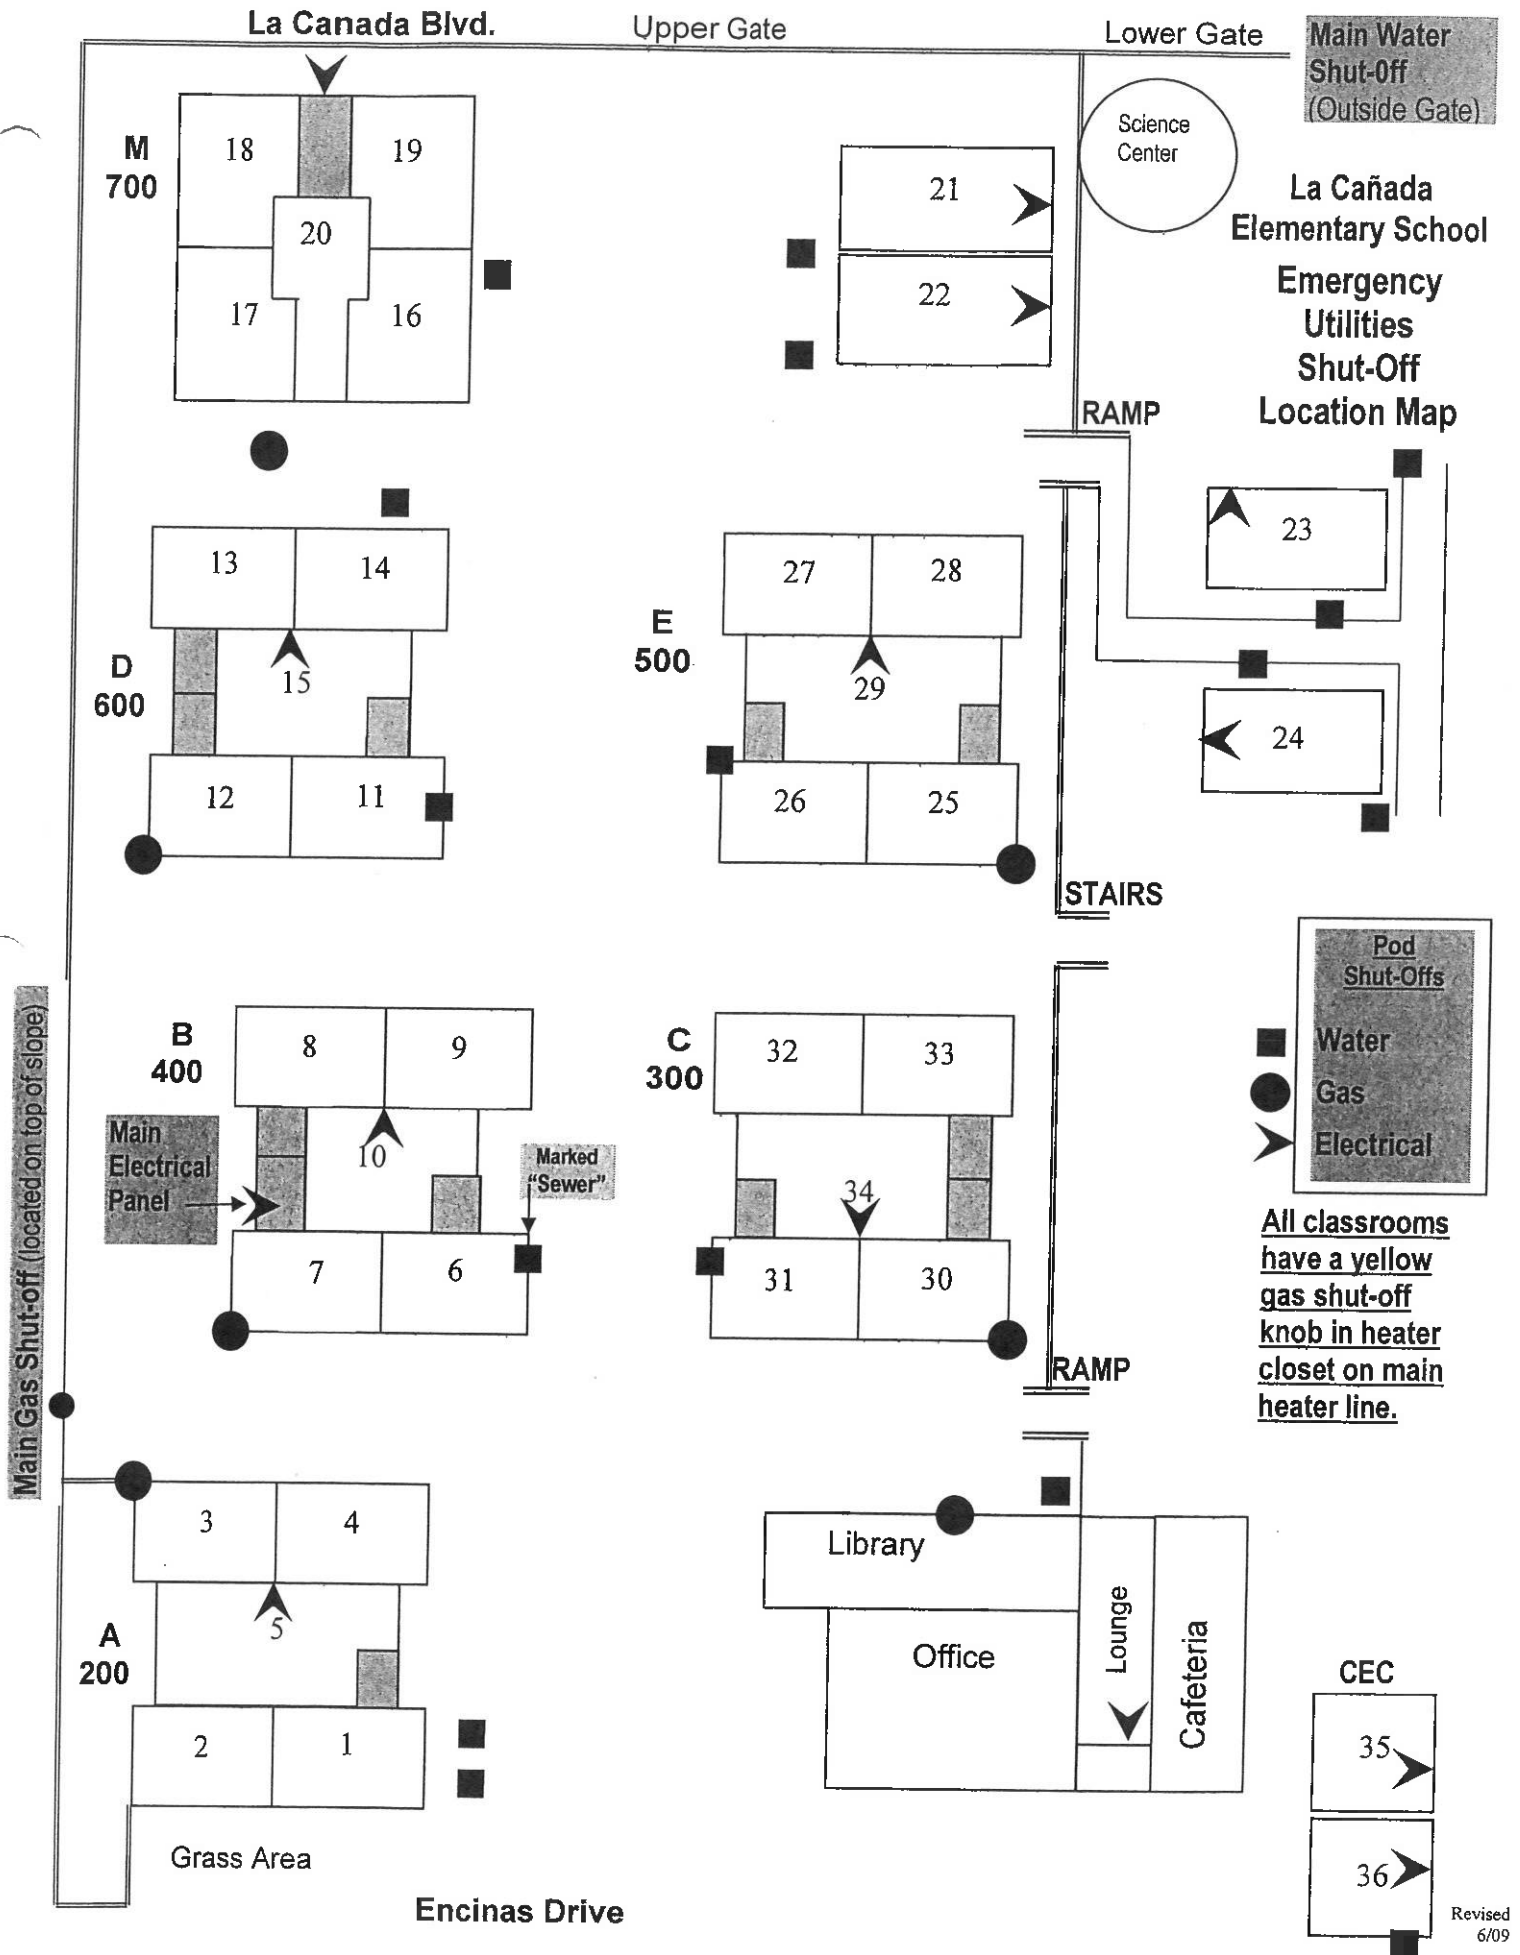 La Canada Blvd.
Upper Gate
Lower Gate
Main Water
Shut-0ff
(Outside Gate)
La Cañada
Elementary School
Emergency
Utilities
Shut-Off
Location Map
M
700
18
19
20
17
16
21
22
Science
Center
RAMP
23
24
13
14
D
600
15
12
11
27
28
E
500
29
26
25
STAIRS
Pod
Shut-Offs
Water
Gas
Electrical
All classrooms
have a yellow
gas shut-off
knob in heater
closet on main
heater line.
Main Gas Shut-off (located on top of slope)
B
400
8
9
Main
Electrical
Panel
10
Marked
“Sewer”
7
6
C
300
32
33
34
31
30
RAMP
3
4
A
200
5
2
1
Grass Area
Encinas Drive
Library
Office
Lounge
Cafeteria
CEC
35
36
Revised
6/09